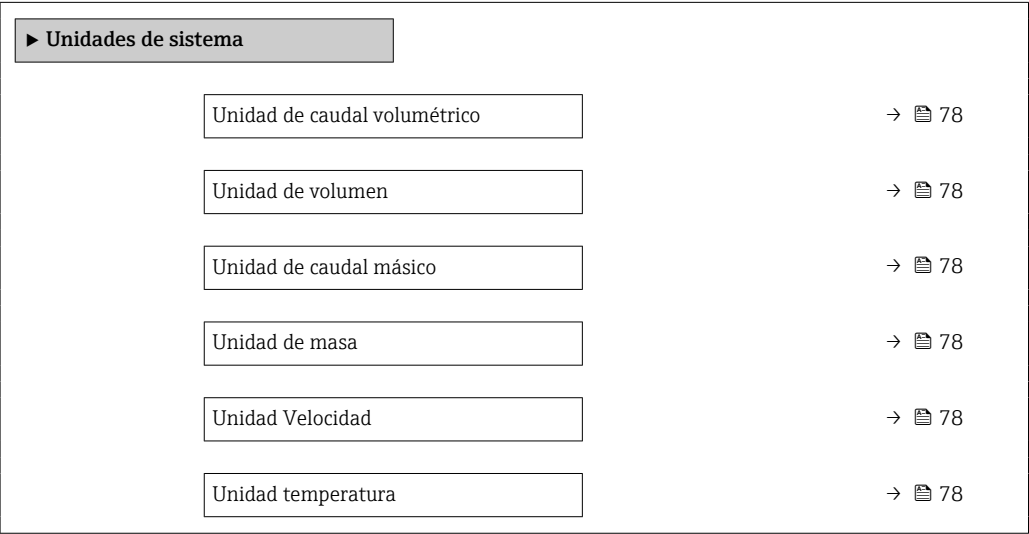 ▶ Unidades de sistema
Unidad de caudal volumétrico → 78
Unidad de volumen → 78
Unidad de caudal másico → 78
Unidad de masa → 78
Unidad Velocidad → 78
Unidad temperatura → 78